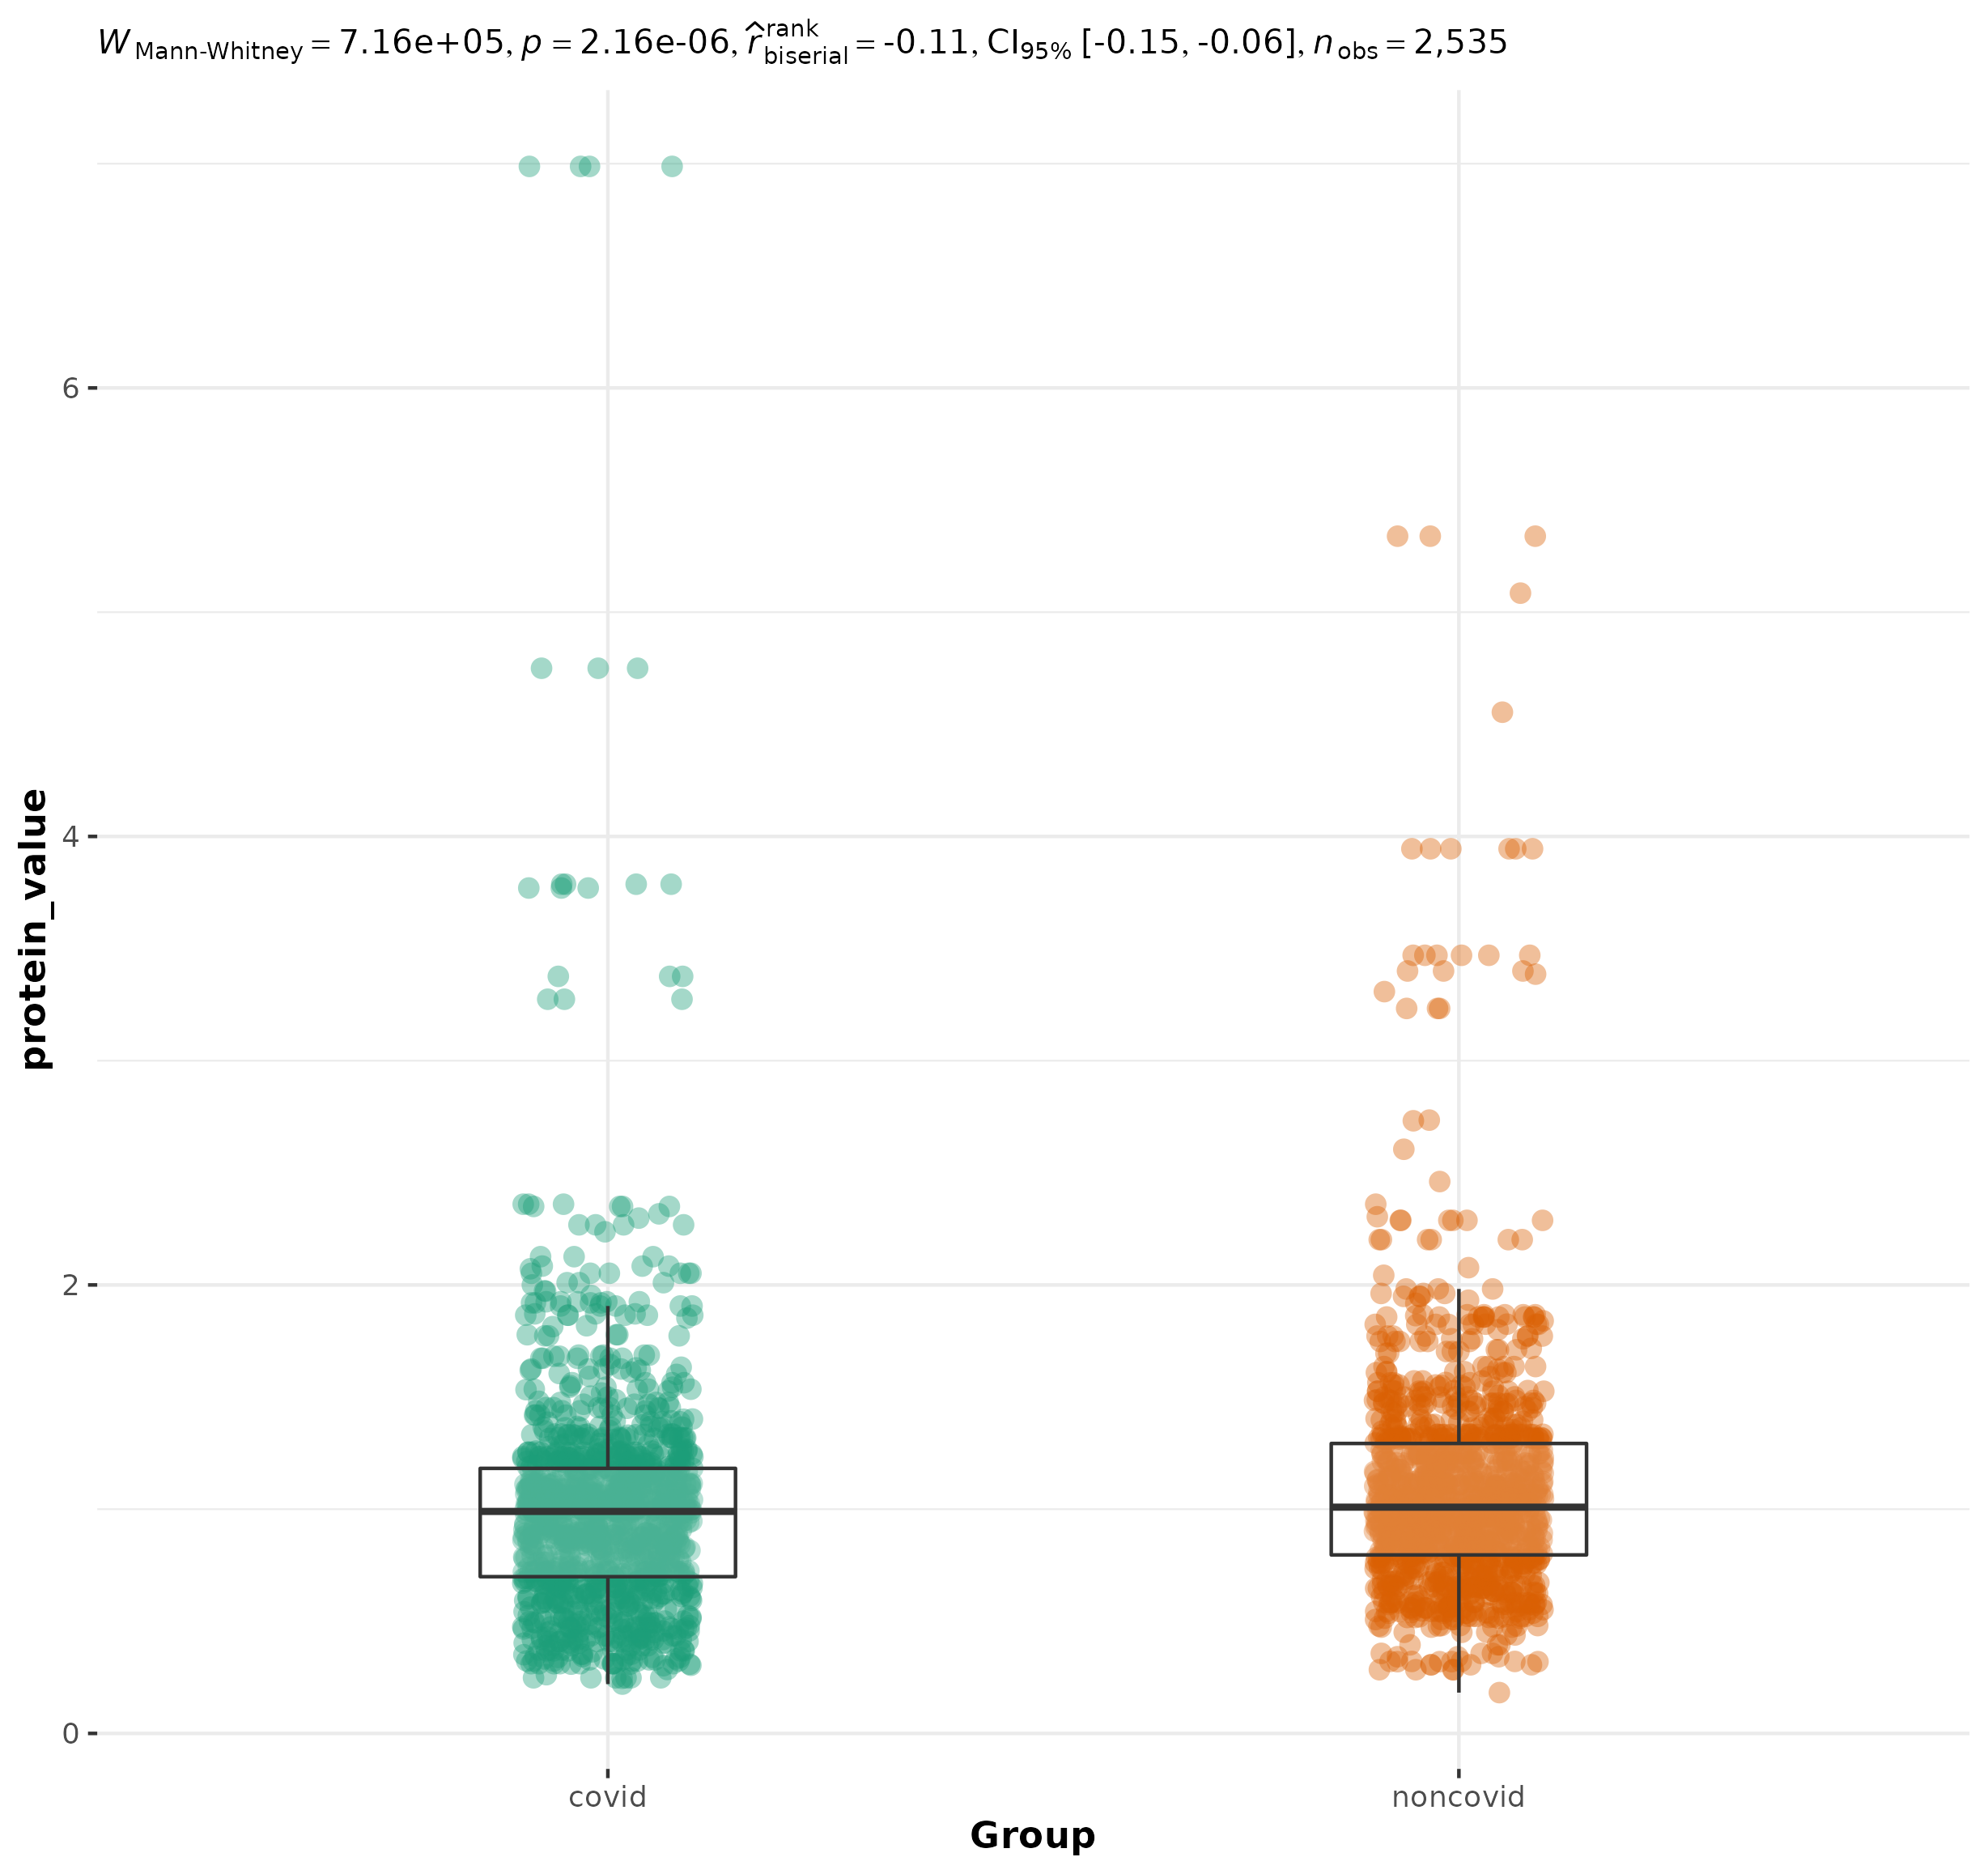 W Mann-Whitney = 7.16e+05, p = 2.16e-06, r̂ rank biserial = -0.11, CI95% [-0.15, -0.06], n obs = 2,535
protein_value
6
4
2
0
covid noncovid
Group